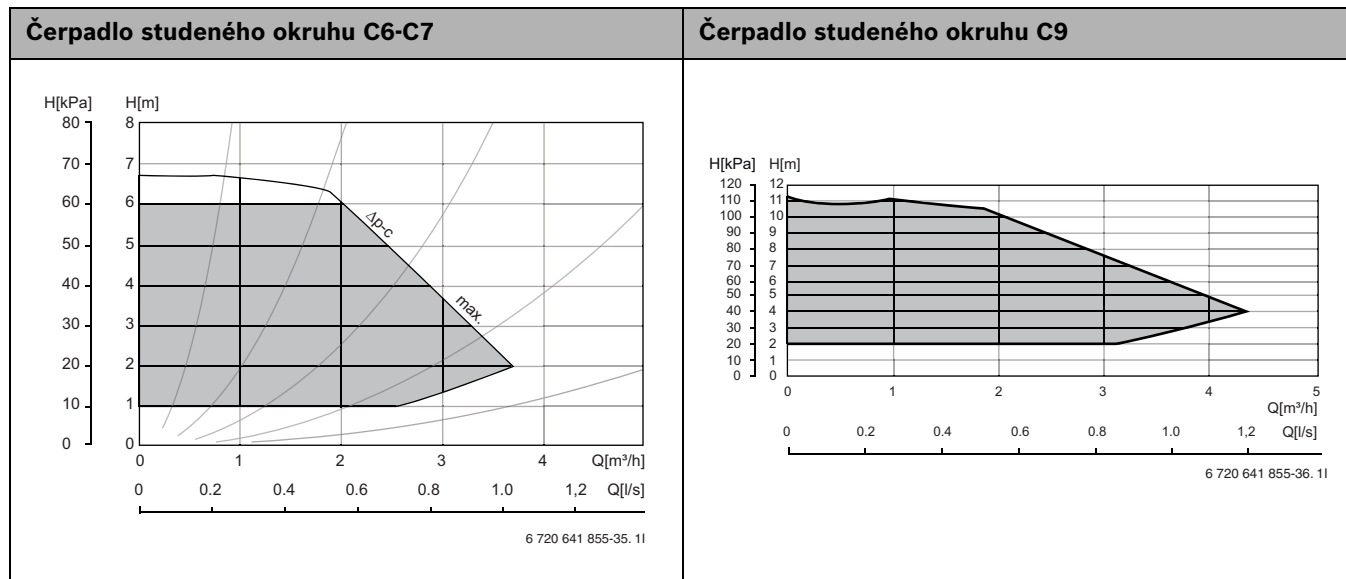 Čerpadlo studeného okruhu C6-C7
H[kPa] H[m]
80 8
70 7
60 6
50 5
40 4
30 3
20 2
10 1
0 0
Δp-c
max.
0 1 2 3 4 Q[m³/h]
0 0.2 0.4 0.6 0.8 1.0 1,2 Q[l/s]
6 720 641 855-35. 1I
Čerpadlo studeného okruhu C9
H[kPa] H[m]
120 12
110 11
100 10
90 9
80 8
70 7
60 6
50 5
40 4
30 3
20 2
10 1
0 0
0 1 2 3 4 5
Q[m³/h]
0 0.2 0.4 0.6 0.8 1.0 1,2 Q[l/s]
6 720 641 855-36. 1I